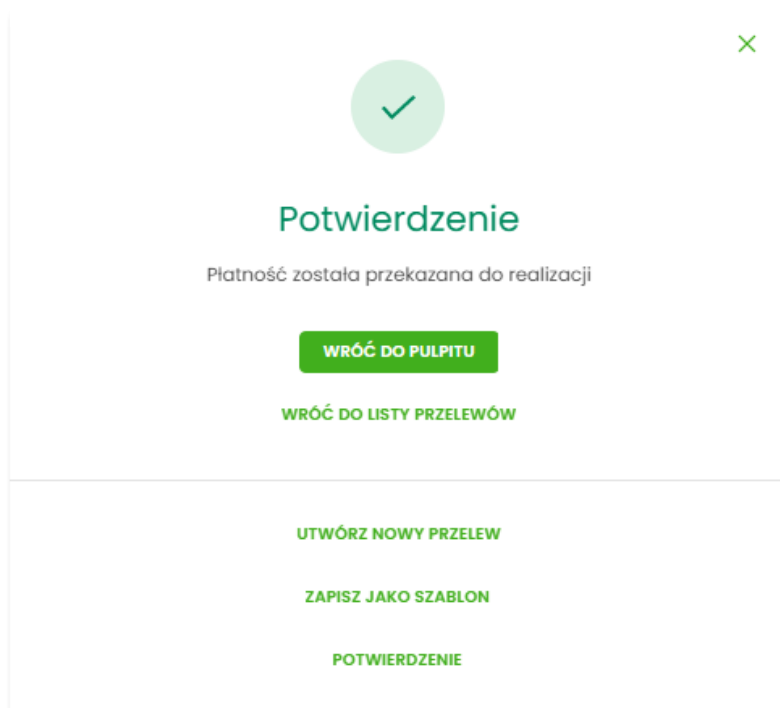 Potwierdzenie
Płatność została przekazana do realizacji
WRÓĆ DO PULPITU
WRÓĆ DO LISTY PRZELEWÓW
UTWÓRZ NOWY PRZELEW
ZAPISZ JAKO SZABLON
POTWIERDZENIE